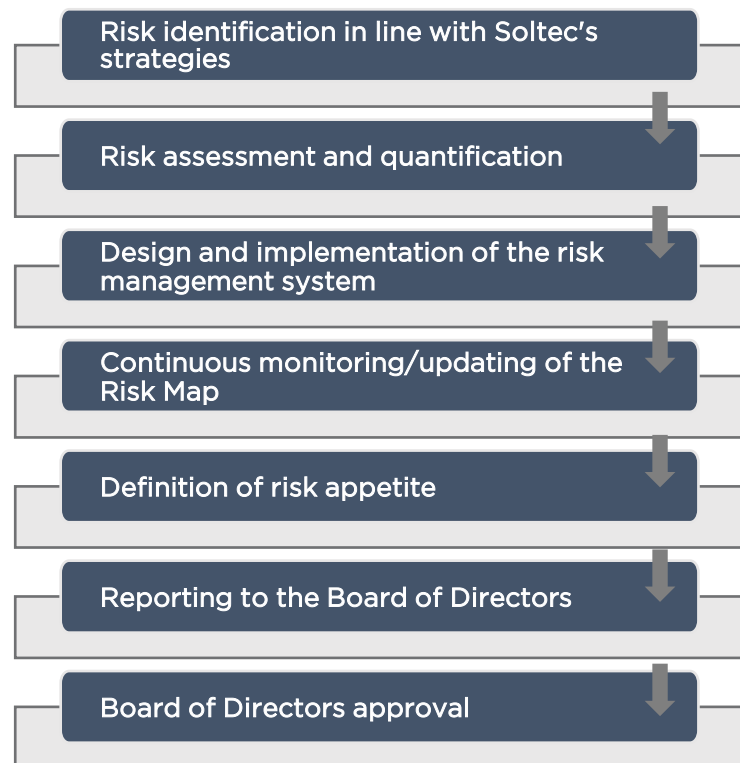 Risk identification in line with Soltec's
strategies
Risk assessment and quantification
Design and implementation of the risk
management system
Continuous monitoring/updating of the
Risk Map
Definition of risk appetite
Reporting to the Board of Directors
Board of Directors approval